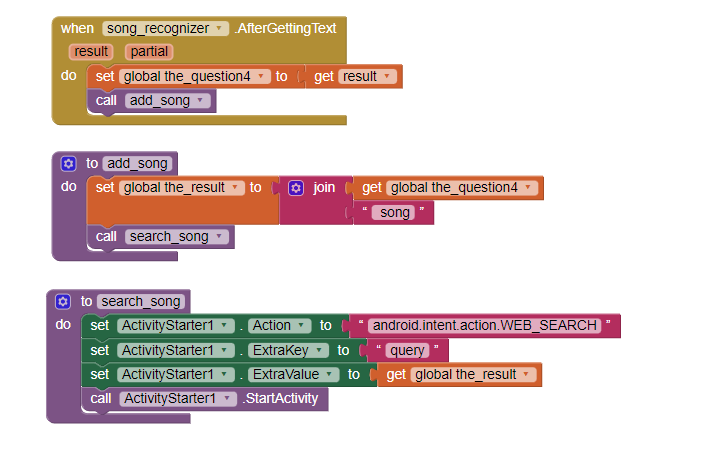 when song_recognizer .AfterGettingText
result partial
do set global the_question4 to get result
call add_song
to add_song
do set global the_result to join get global the_question4
" song "
call search_song
to search_song
do set ActivityStarter1 . Action to " android.intent.action.WEB_SEARCH "
set ActivityStarter1 . ExtraKey to " query "
set ActivityStarter1 . ExtraValue to get global the_result
call ActivityStarter1 .StartActivity